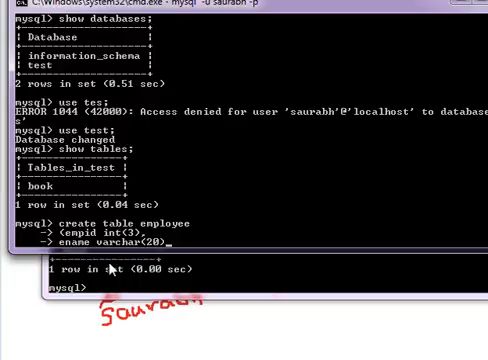 C:\Windows\system32\cmd.exe - mysql -u saurabh -p
mysql> show databases;
Database
information_schema
test
2 rows in set (0.51 sec)
mysql> use tes;
ERROR 1044 (42000): Access denied for user 'saurabh'@'localhost' to database
s'
mysql> use test;
Database changed
mysql> show tables;
Tables_in_test
book
1 row in set (0.04 sec)
mysql> create table employee
-> (empid int(3),
-> ename varchar(20)_
1 row in set (0.00 sec)
mysql>
Saurabh